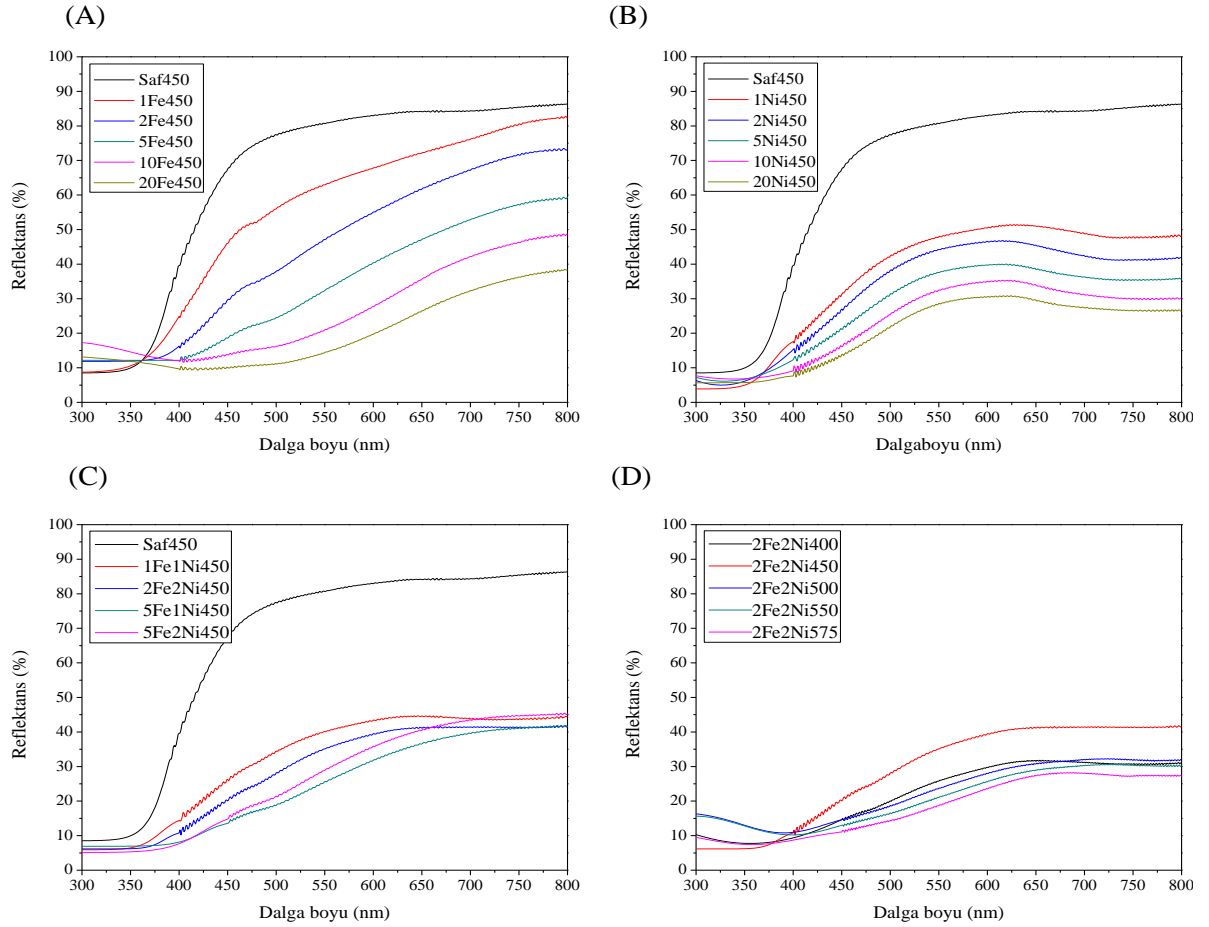 (A)
Reflektans (%)
100
90
80
70
60
50
40
30
20
10
0
Saf450
1Fe450
2Fe450
5Fe450
10Fe450
20Fe450
300 350 400 450 500 550 600 650 700 750 800
Dalga boyu (nm)
(B)
Reflektans (%)
100
90
80
70
60
50
40
30
20
10
0
Saf450
1Ni450
2Ni450
5Ni450
10Ni450
20Ni450
300 350 400 450 500 550 600 650 700 750 800
Dalgaboyu (nm)
(C)
Reflektans (%)
100
90
80
70
60
50
40
30
20
10
0
Saf450
1Fe1Ni450
2Fe2Ni450
5Fe1Ni450
5Fe2Ni450
300 350 400 450 500 550 600 650 700 750 800
Dalga boyu (nm)
(D)
Reflektans (%)
100
90
80
70
60
50
40
30
20
10
0
2Fe2Ni400
2Fe2Ni450
2Fe2Ni500
2Fe2Ni550
2Fe2Ni575
300 350 400 450 500 550 600 650 700 750 800
Dalga boyu (nm)